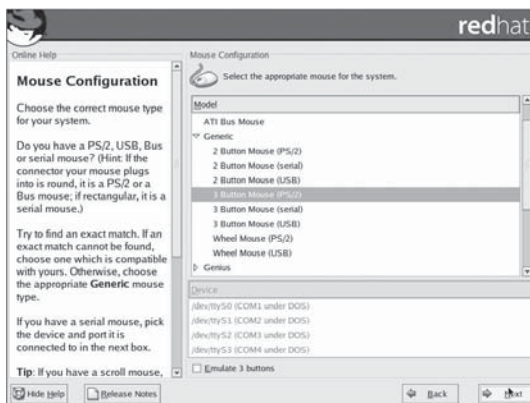 redhat
Online Help
Mouse Configuration
Choose the correct mouse type
for your system.
Do you have a PS/2, USB, Bus
or serial mouse? (Hint: If the
connector your mouse plugs
into is round, it is a PS/2 or a
Bus mouse; if rectangular, it is a
serial mouse.)
Try to find an exact match. If an
exact match cannot be found,
choose one which is compatible
with yours. Otherwise, choose
the appropriate Generic mouse
type.
If you have a serial mouse, pick
the device and port it is
connected to in the next box.
Tip: If you have a scroll mouse,
Mouse Configuration
Select the appropriate mouse for the system.
Model
ATI Bus Mouse
Generic
2 Button Mouse (PS/2)
2 Button Mouse (serial)
2 Button Mouse (USB)
3 Button Mouse (PS/2)
3 Button Mouse (serial)
3 Button Mouse (USB)
Wheel Mouse (PS/2)
Wheel Mouse (USB)
Genius
Device
/dev/ttyS0 (COM1 under DOS)
/dev/ttyS1 (COM2 under DOS)
/dev/ttyS2 (COM3 under DOS)
/dev/ttyS3 (COM4 under DOS)
Emulate 3 buttons
Hide Help
Release Notes
Back
Next